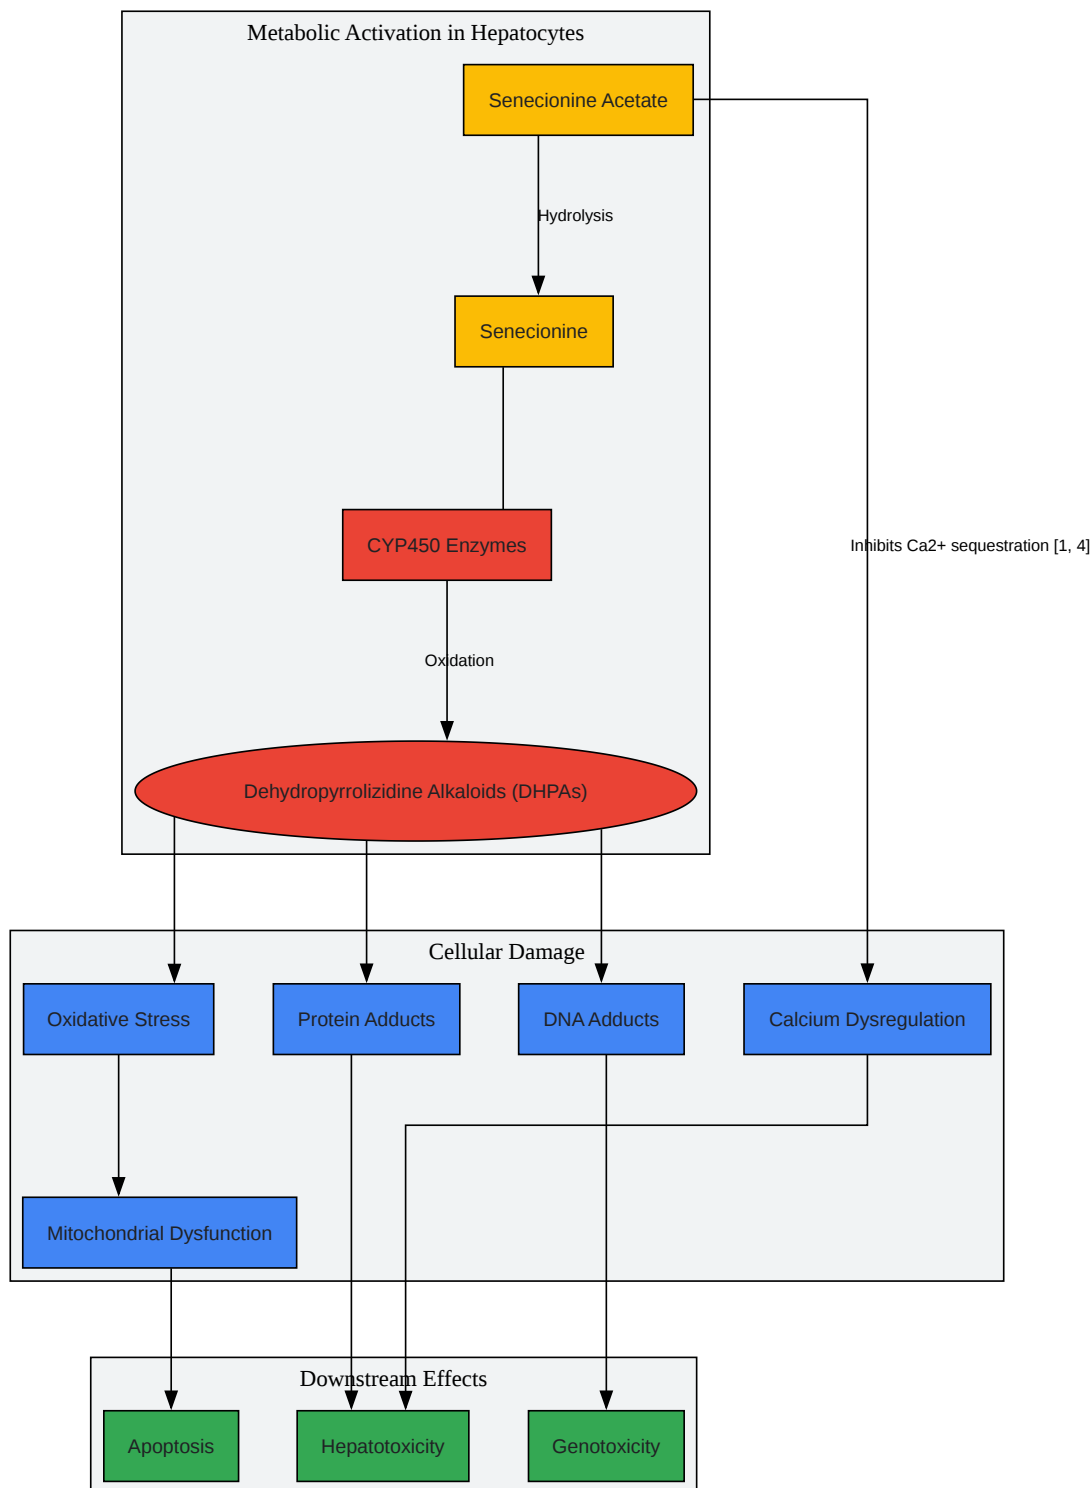 Metabolic Activation in Hepatocytes
Senecionine Acetate
Hydrolysis
Senecionine
CYP450 Enzymes
Inhibits Ca2+ sequestration [1, 4]
Oxidation
Dehydropyrrolizidine Alkaloids (DHPAs)
Cellular Damage
Oxidative Stress
Protein Adducts
DNA Adducts
Calcium Dysregulation
Mitochondrial Dysfunction
Downstream Effects
Apoptosis
Hepatotoxicity
Genotoxicity